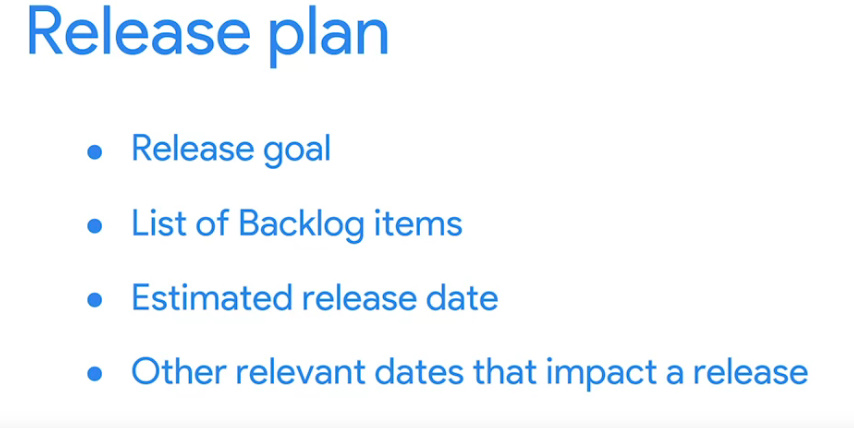 Release plan
● Release goal
● List of Backlog items
● Estimated release date
● Other relevant dates that impact a release